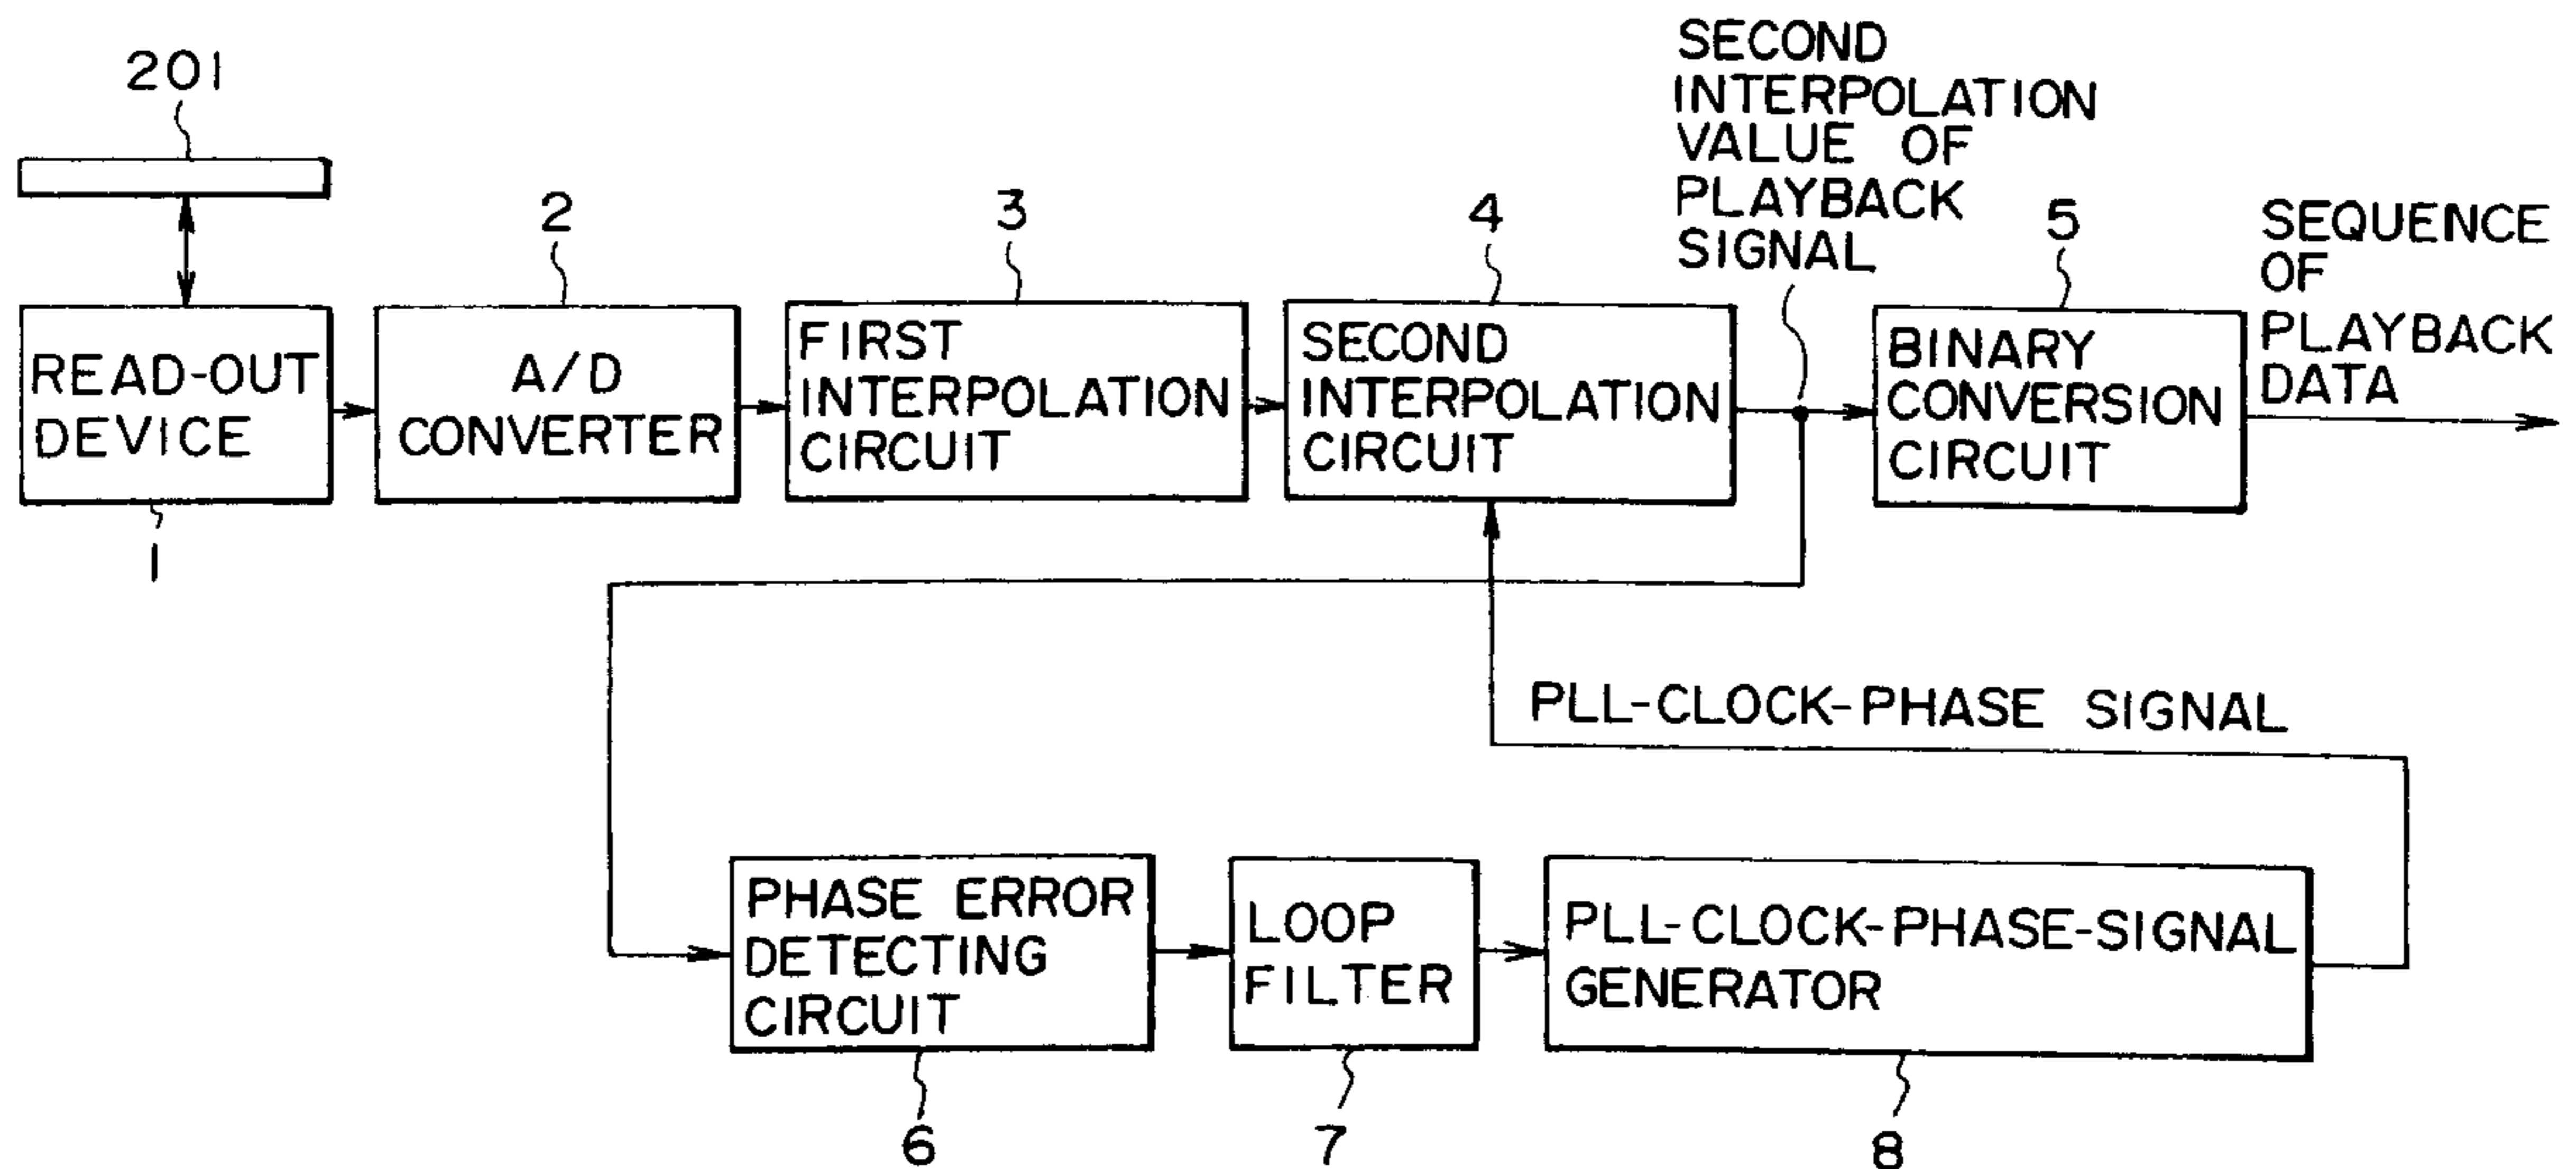 201
2
3
4
SECOND
INTERPOLATION
VALUE OF
PLAYBACK
SIGNAL
5
SEQUENCE
OF
PLAYBACK
DATA
READ-OUT
DEVICE
1
A/D
CONVERTER
FIRST
INTERPOLATION
CIRCUIT
SECOND
INTERPOLATION
CIRCUIT
BINARY
CONVERSION
CIRCUIT
PLL-CLOCK-PHASE SIGNAL
PHASE ERROR
DETECTING
CIRCUIT
LOOP
FILTER
PLL-CLOCK-PHASE-SIGNAL
GENERATOR
6
7
8